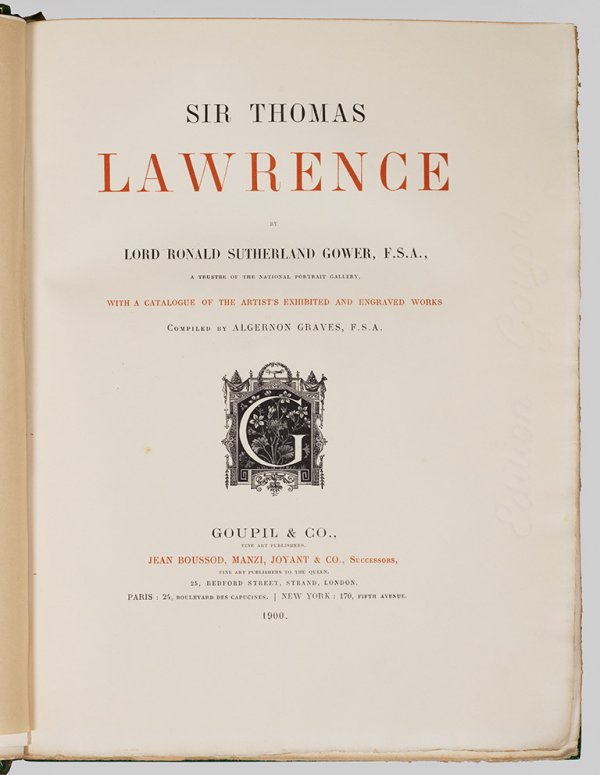 SIR THOMAS
LAWRENCE
BY
LORD RONALD SUTHERLAND GOWER, F.S.A.,
A TRUSTEE OF THE NATIONAL PORTRAIT GALLERY,
WITH A CATALOGUE OF THE ARTIST'S EXHIBITED AND ENGRAVED WORKS
COMPILED BY ALGERNON GRAVES, F.S.A.
G
GOUPIL & CO.,
FINE ART PUBLISHERS.
JEAN BOUSSOD, MANZI, JOYANT & CO., SUCCESSORS,
FINE ART PUBLISHERS TO THE QUEEN.
25, BEDFORD STREET, STRAND, LONDON.
PARIS : 24, BOULEVARD DES CAPUCINES. | NEW YORK : 170, FIFTH AVENUE.
1900.